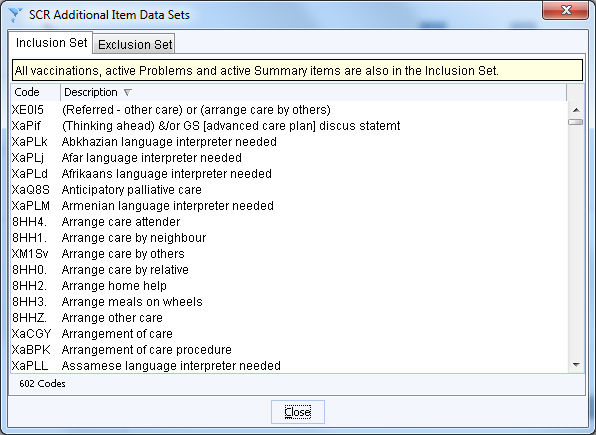 SCR Additional Item Data Sets
Inclusion Set Exclusion Set
All vaccinations, active Problems and active Summary items are also in the Inclusion Set.
Code Description
XE0I5 (Referred - other care) or (arrange care by others)
XaPif (Thinking ahead) &/or GS [advanced care plan] discus statemt
XaPLk Abkhazian language interpreter needed
XaPLj Afar language interpreter needed
XaPLd Afrikaans language interpreter needed
XaQ8S Anticipatory palliative care
XaPLM Armenian language interpreter needed
8HH4. Arrange care attender
8HH1. Arrange care by neighbour
XM1Sv Arrange care by others
8HH0. Arrange care by relative
8HH2. Arrange home help
8HH3. Arrange meals on wheels
8HHZ. Arrange other care
XaCGY Arrangement of care
XaBPK Arrangement of care procedure
XaPLL Assamese language interpreter needed
602 Codes
Close